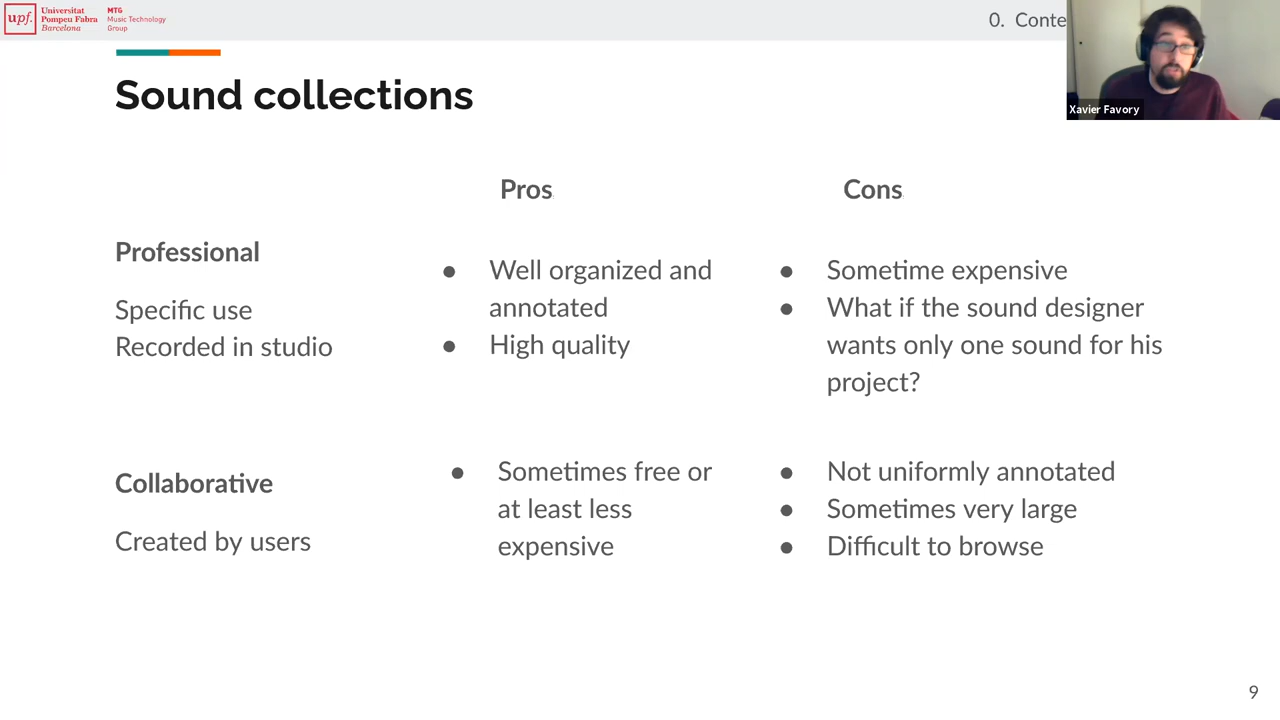 upf.
Universitat
Pompeu Fabra
Barcelona
MTG
Music Technology
Group
0. Conte
Xavier Favory
Sound collections
Pros
Cons
Professional
Specific use
Recorded in studio
● Well organized and
annotated
● High quality
● Sometime expensive
● What if the sound designer
wants only one sound for his
project?
Collaborative
Created by users
● Sometimes free or
at least less
expensive
● Not uniformly annotated
● Sometimes very large
● Difficult to browse
9